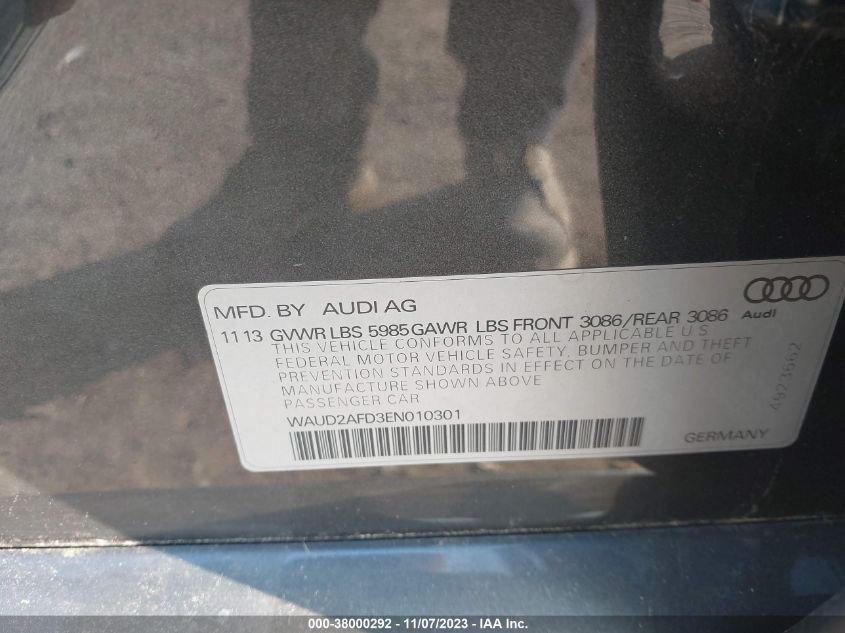 MFD. BY AUDI AG
Audi
11 13 GVWR LBS 5985 GAWR LBS FRONT 3086/REAR 3086
THIS VEHICLE CONFORMS TO ALL APPLICABLE U S
FEDERAL MOTOR VEHICLE SAFETY, BUMPER AND THEFT
PREVENTION STANDARDS IN EFFECT ON THE DATE OF
MANUFACTURE SHOWN ABOVE
PASSENGER CAR
WAUD2AFD3EN010301
4923662
GERMANY
000-38000292 - 11/07/2023 - IAA Inc.